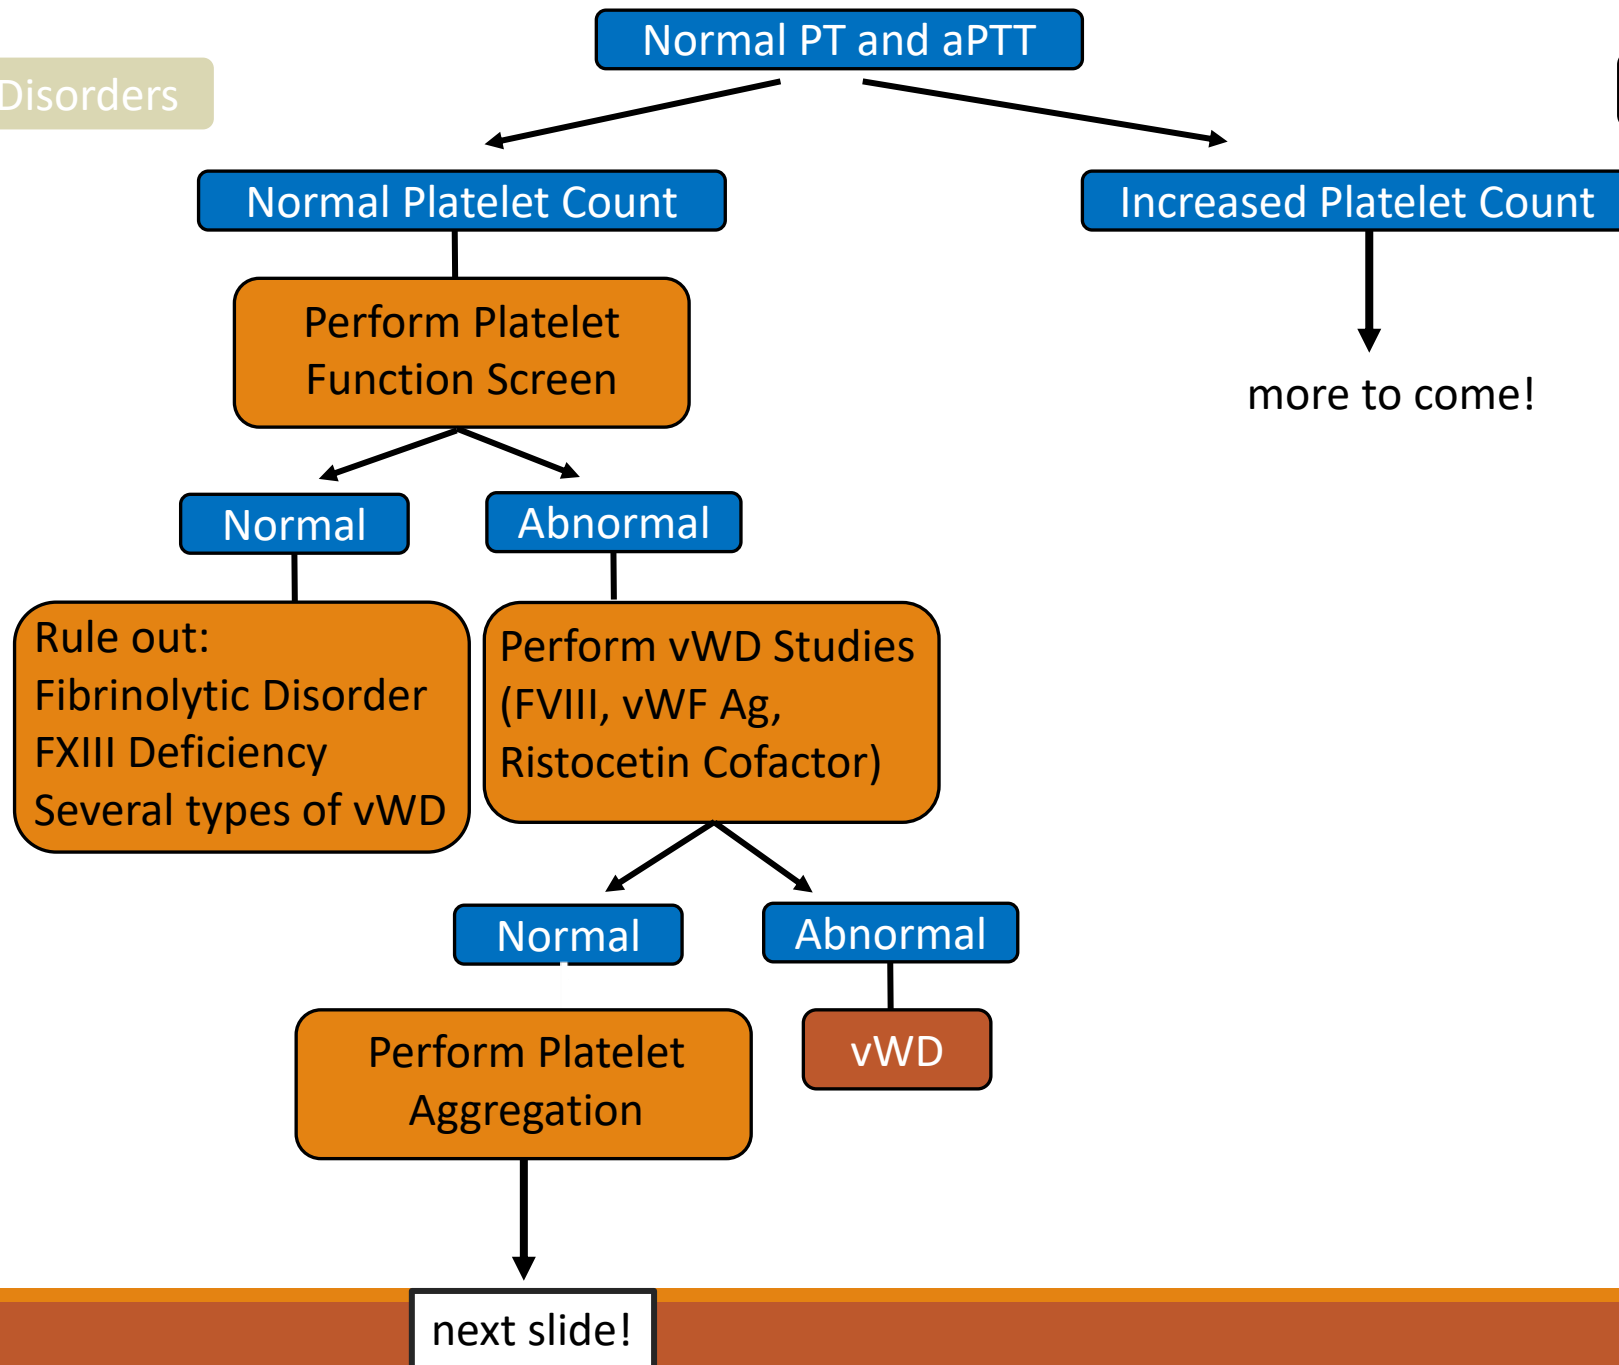 Normal PT and aPTT
Disorders
Normal Platelet Count
Increased Platelet Count
Perform Platelet
Function Screen
more to come!
Normal
Abnormal
Rule out:
Fibrinolytic Disorder
FXIII Deficiency
Several types of vWD
Perform vWD Studies
(FVIII, vWF Ag,
Ristocetin Cofactor)
Normal
Abnormal
Perform Platelet
Aggregation
vWD
next slide!